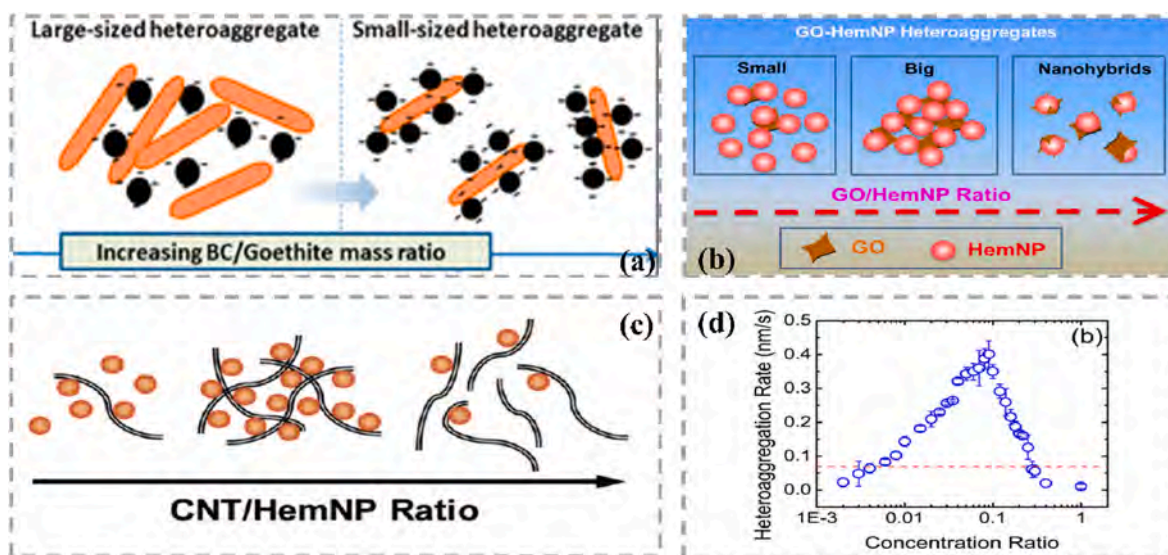 Large-sized heteroaggregate
Small-sized heteroaggregate
Increasing BC/Goethite mass ratio
(a)
GO-HemNP Heteroaggregates
Small
Big
Nanohybrids
GO/HemNP Ratio
GO
HemNP
(b)
(c)
CNT/HemNP Ratio
(d)
(b)
Heteroaggregation Rate (nm/s)
0.5
0.4
0.3
0.2
0.1
0.0
1E-3
0.01
0.1
1
Concentration Ratio